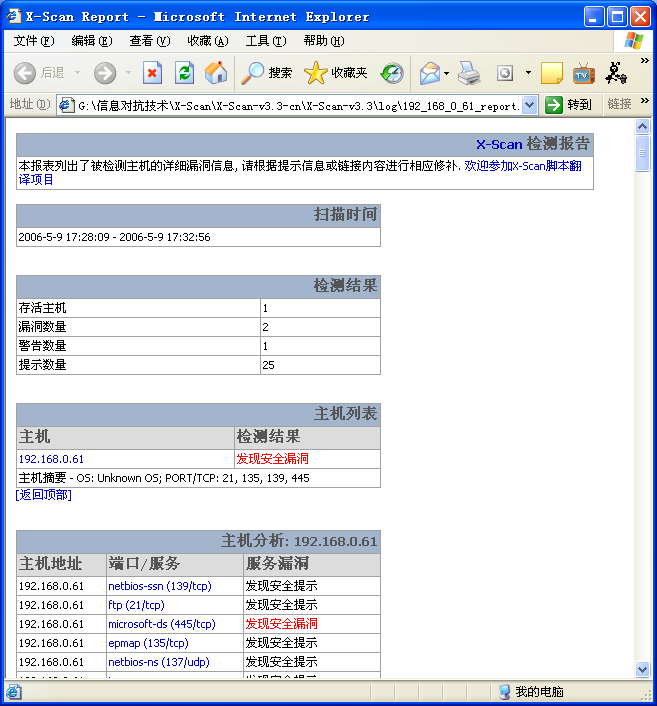 X-Scan Report - Microsoft Internet Explorer
文件(F) 编辑(E) 查看(V) 收藏(A) 工具(T) 帮助(H)
后退 搜索 收藏夹
地址(D) G:\信息对抗技术\X-Scan\X-Scan-v3.3-cn\X-Scan-v3.3\log\192_168_0_61_report. 转到 链接
X-Scan 检测报告
本报表列出了被检测主机的详细漏洞信息, 请根据提示信息或链接内容进行相应修补. 欢迎参加X-Scan脚本翻
译项目
扫描时间
2006-5-9 17:28:09 - 2006-5-9 17:32:56
检测结果
存活主机 1
漏洞数量 2
警告数量 1
提示数量 25
主机列表
主机 检测结果
192.168.0.61 发现安全漏洞
主机摘要 - OS: Unknown OS; PORT/TCP: 21, 135, 139, 445
[返回顶部]
主机分析: 192.168.0.61
主机地址 端口/服务 服务漏洞
192.168.0.61 netbios-ssn (139/tcp) 发现安全提示
192.168.0.61 ftp (21/tcp) 发现安全提示
192.168.0.61 microsoft-ds (445/tcp) 发现安全漏洞
192.168.0.61 epmap (135/tcp) 发现安全提示
192.168.0.61 netbios-ns (137/udp) 发现安全提示
我的电脑